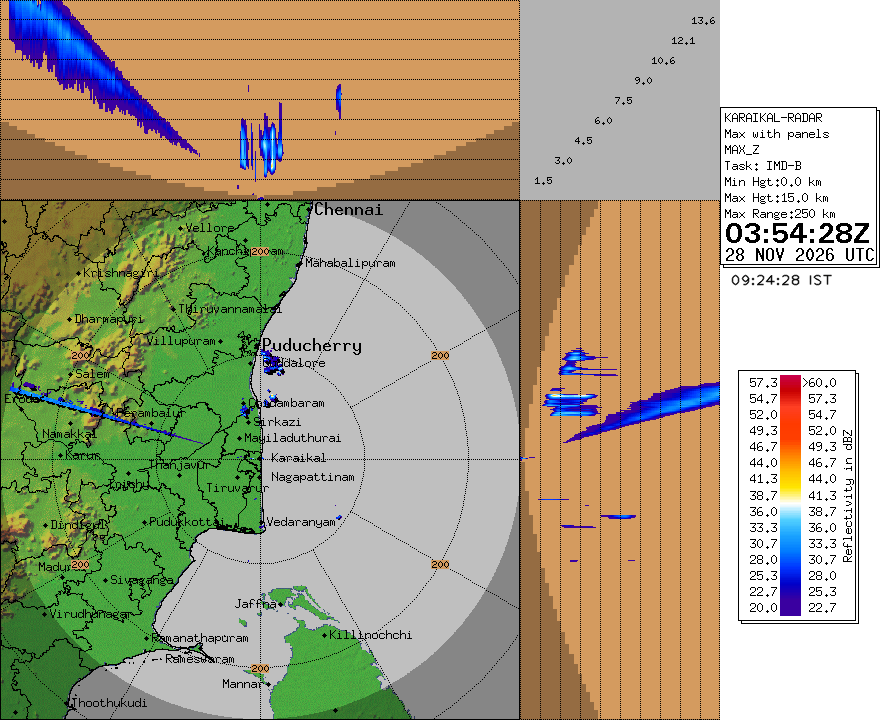 13.6
12.1
10.6
9.0
7.5
6.0
4.5
3.0
1.5
KARAIKAL-RADAR
Max with panels
MAX_Z
Task: IMD-B
Min Hgt:0.0 km
Max Hgt:15.0 km
Max Range:250 km
03:54:28Z
28 NOV 2026 UTC
09:24:28 IST
Chennai
Vellore
200
Mahabalipuram
Krishnagiri
Thiruvannamalai
Dharmapuri
Villupuram
Puducherry
200
200
Salem
Perambalur
Sirkazi
Namakkal
Mayiladuthurai
Karur
Karaikal
Thanjavur
Nagapattinam
Tiruvarur
Pudukkottai
Vedaranyam
200
200
Sivaganga
Jaffna
Virudhunagar
Killinochchi
Ramanathapuram
Rameswaram
200
Mannar
Thoothukudi
57.3 >60.0
54.7 57.3
52.0 54.7
49.3 52.0
46.7 49.3
44.0 46.7
41.3 44.0
38.7 41.3
36.0 38.7
33.3 36.0
30.7 33.3
28.0 30.7
25.3 28.0
22.7 25.3
20.0 22.7
Reflectivity in dBZ